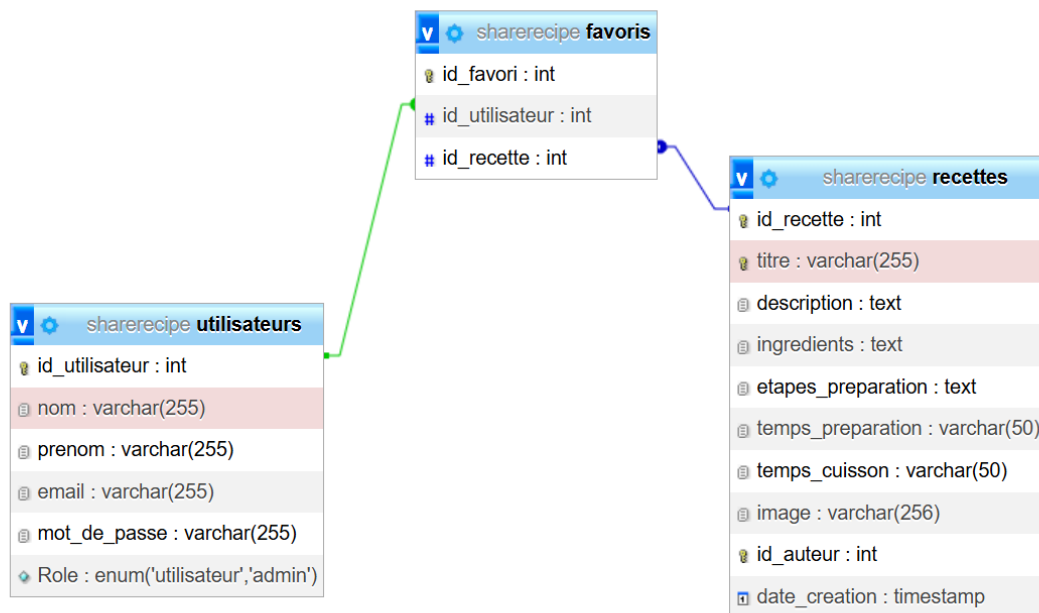 v sharerecipe favoris
id_favori : int
# id_utilisateur : int
# id_recette : int
v sharerecipe recettes
id_recette : int
titre : varchar(255)
description : text
ingredients : text
etapes_preparation : text
temps_preparation : varchar(50)
temps_cuisson : varchar(50)
image : varchar(256)
id_auteur : int
date_creation : timestamp
v sharerecipe utilisateurs
id_utilisateur : int
nom : varchar(255)
prenom : varchar(255)
email : varchar(255)
mot_de_passe : varchar(255)
Role : enum('utilisateur','admin')